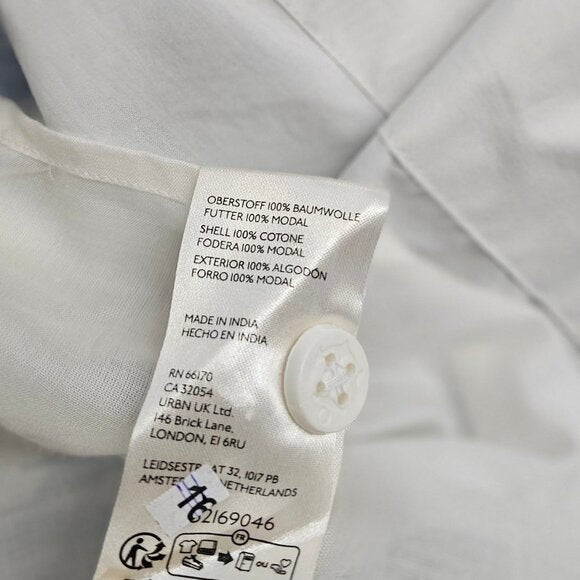 OBERSTOFF 100% BAUMWOLLE
FUTTER 100% MODAL
SHELL 100% COTONE
FODERA 100% MODAL
EXTERIOR 100% ALGODÓN
FORRO 100% MODAL
MADE IN INDIA
HECHO EN INDIA
RN 66170
CA 32054
URBN UK Ltd.
146 Brick Lane,
LONDON, E1 6RU
LEIDSESTRAAT 32, 1017 PB
NETHERLANDS
62169046
FR
OU